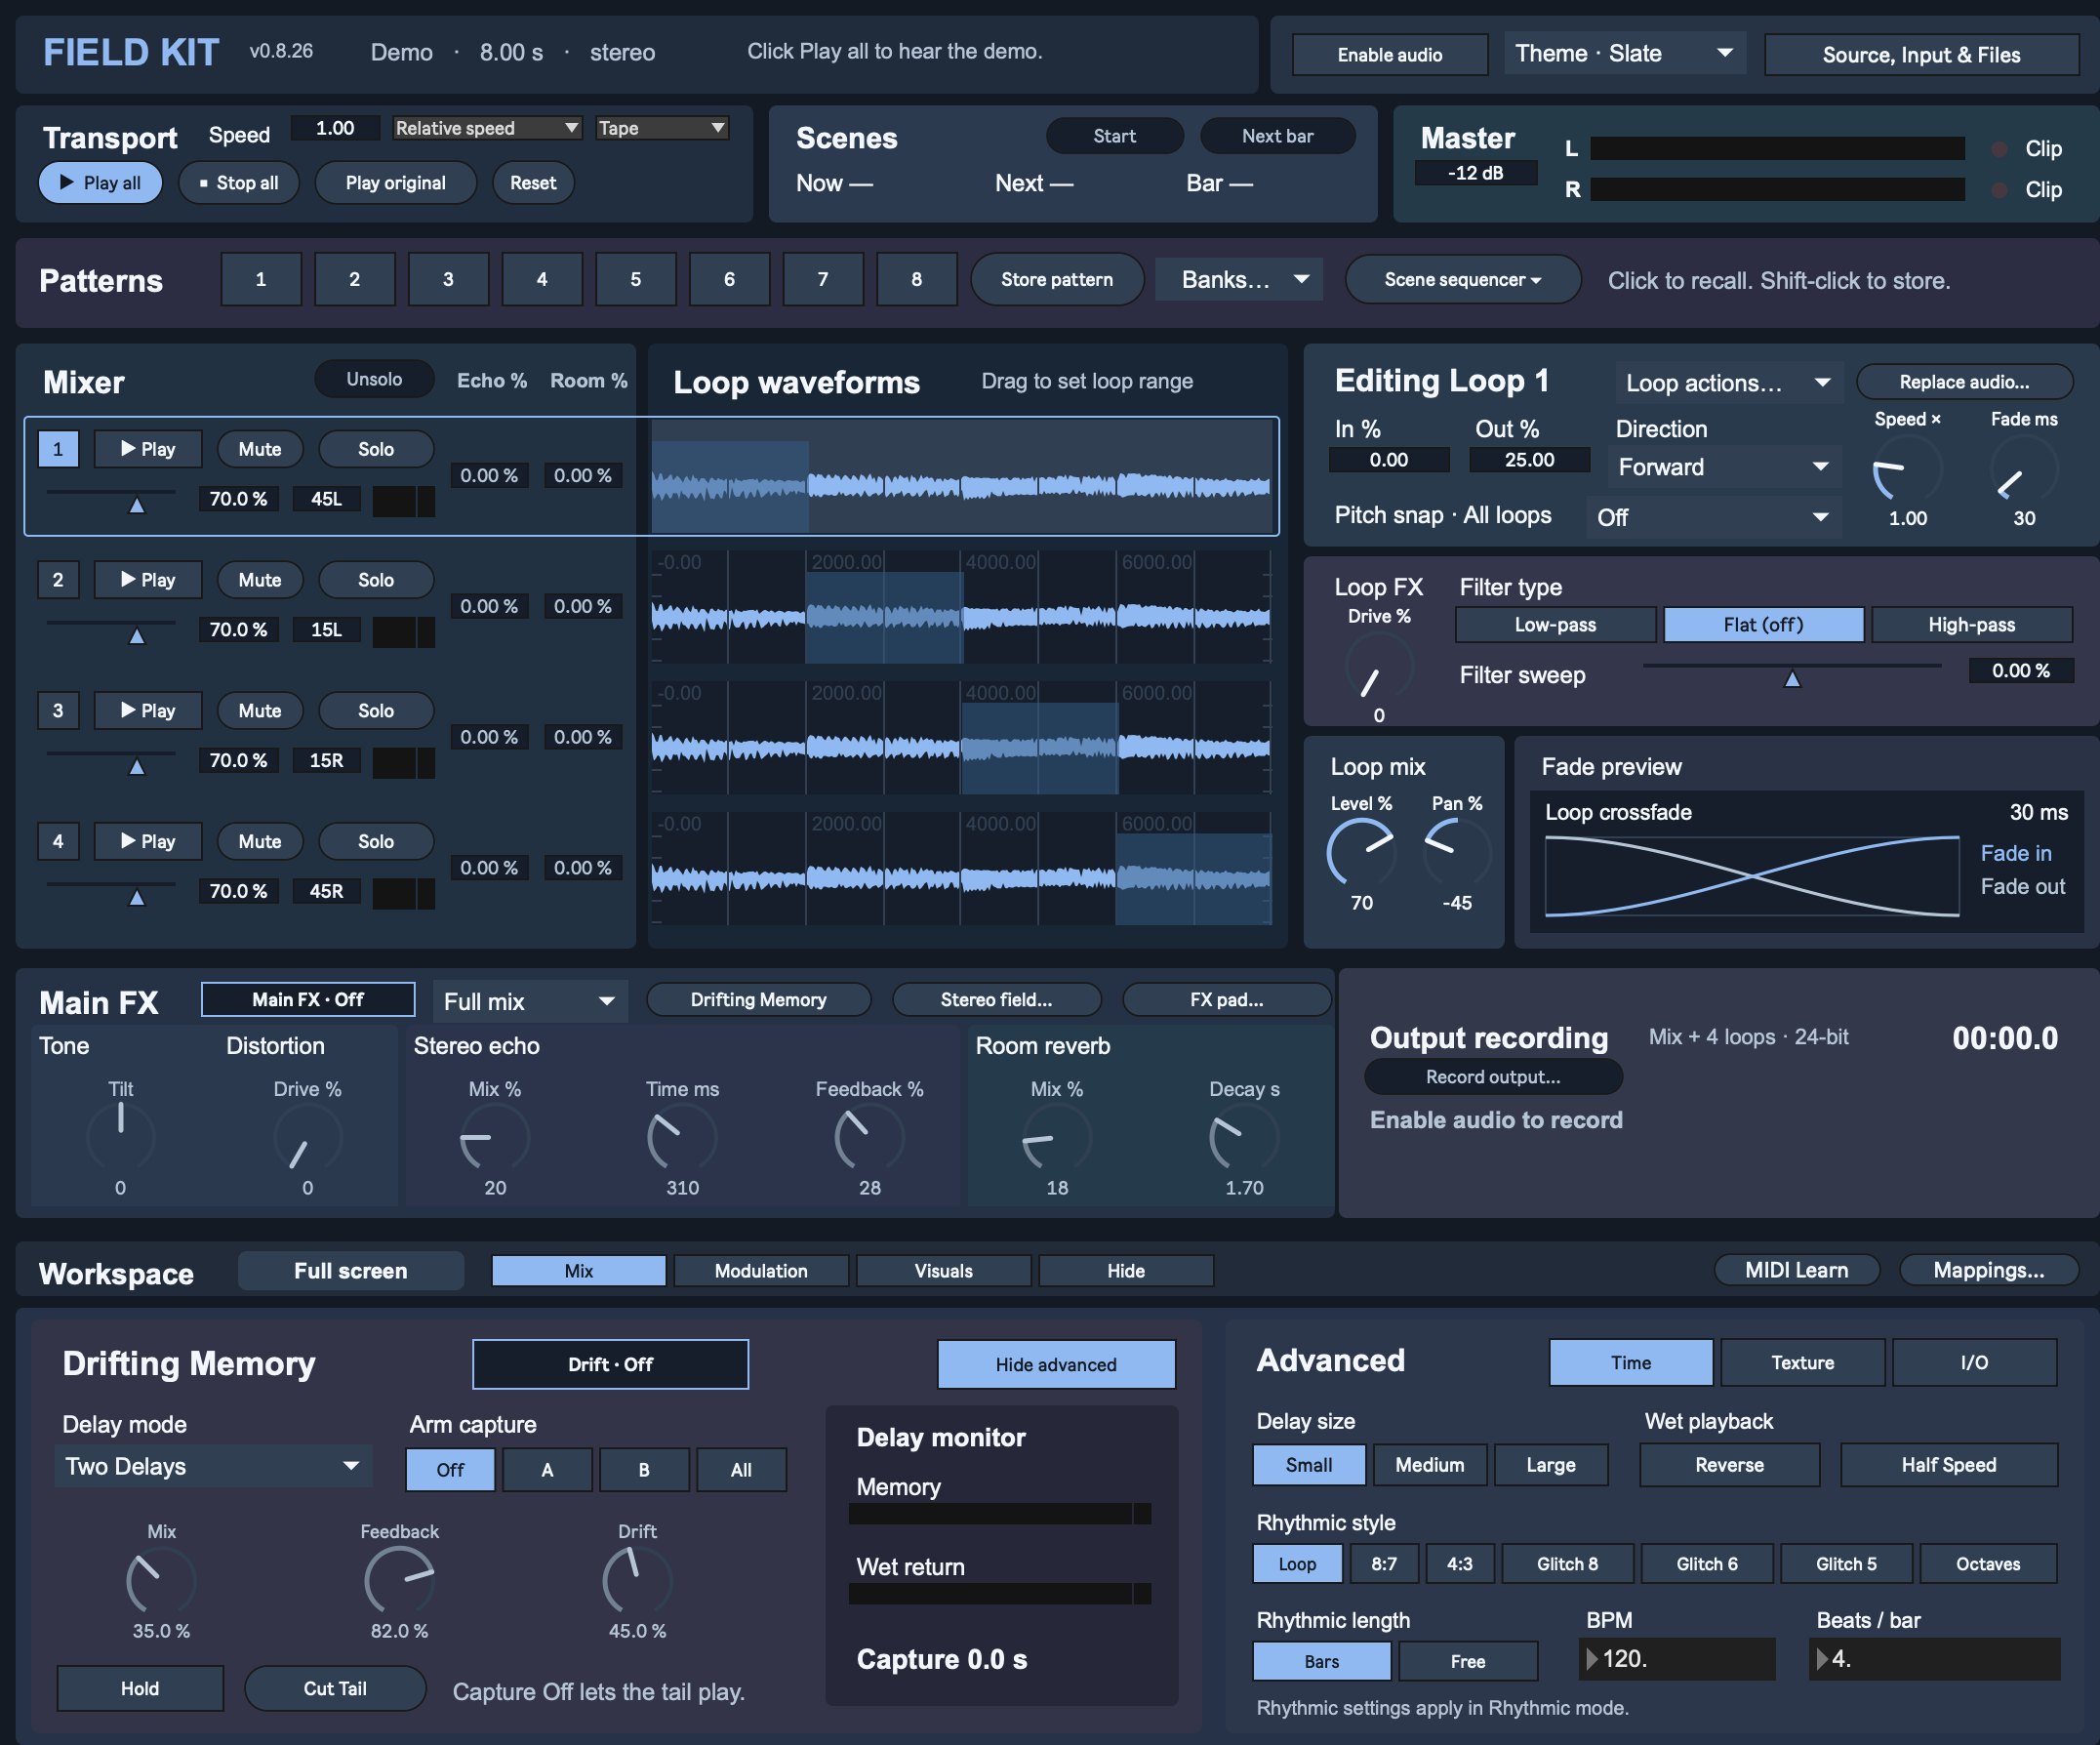 FIELD KIT v0.8.26 Demo · 8.00 s · stereo Click Play all to hear the demo. Enable audio Theme · Slate Source, Input & Files
Transport Speed 1.00 Relative speed Tape
Play all Stop all Play original Reset
Scenes Start Next bar
Now — Next — Bar —
Master L Clip
-12 dB R Clip
Patterns 1 2 3 4 5 6 7 8 Store pattern Banks... Scene sequencer Click to recall. Shift-click to store.
Mixer Unsolo Echo % Room %
1 Play Mute Solo 0.00 % 0.00 %
70.0 % 45L
2 Play Mute Solo 0.00 % 0.00 %
70.0 % 15L
3 Play Mute Solo 0.00 % 0.00 %
70.0 % 15R
4 Play Mute Solo 0.00 % 0.00 %
70.0 % 45R
Loop waveforms Drag to set loop range
-0.00 2000.00 4000.00 6000.00
-0.00 2000.00 4000.00 6000.00
-0.00 2000.00 4000.00 6000.00
Editing Loop 1 Loop actions... Replace audio...
In % Out % Direction Speed × Fade ms
0.00 25.00 Forward
Pitch snap · All loops Off 1.00 30
Loop FX Filter type
Drive % Low-pass Flat (off) High-pass
Filter sweep 0.00 %
0
Loop mix
Level % Pan %
70 -45
Fade preview
Loop crossfade 30 ms
Fade in
Fade out
Main FX Main FX · Off Full mix Drifting Memory Stereo field... FX pad...
Tone Distortion Stereo echo Room reverb
Tilt Drive % Mix % Time ms Feedback % Mix % Decay s
0 0 20 310 28 18 1.70
Output recording Mix + 4 loops · 24-bit 00:00.0
Record output...
Enable audio to record
Workspace Full screen Mix Modulation Visuals Hide MIDI Learn Mappings...
Drifting Memory Drift · Off Hide advanced
Delay mode Arm capture
Two Delays Off A B All
Mix Feedback Drift
35.0 % 82.0 % 45.0 %
Hold Cut Tail Capture Off lets the tail play.
Delay monitor
Memory
Wet return
Capture 0.0 s
Advanced Time Texture I/O
Delay size Wet playback
Small Medium Large Reverse Half Speed
Rhythmic style
Loop 8:7 4:3 Glitch 8 Glitch 6 Glitch 5 Octaves
Rhythmic length BPM Beats / bar
Bars Free 120. 4.
Rhythmic settings apply in Rhythmic mode.